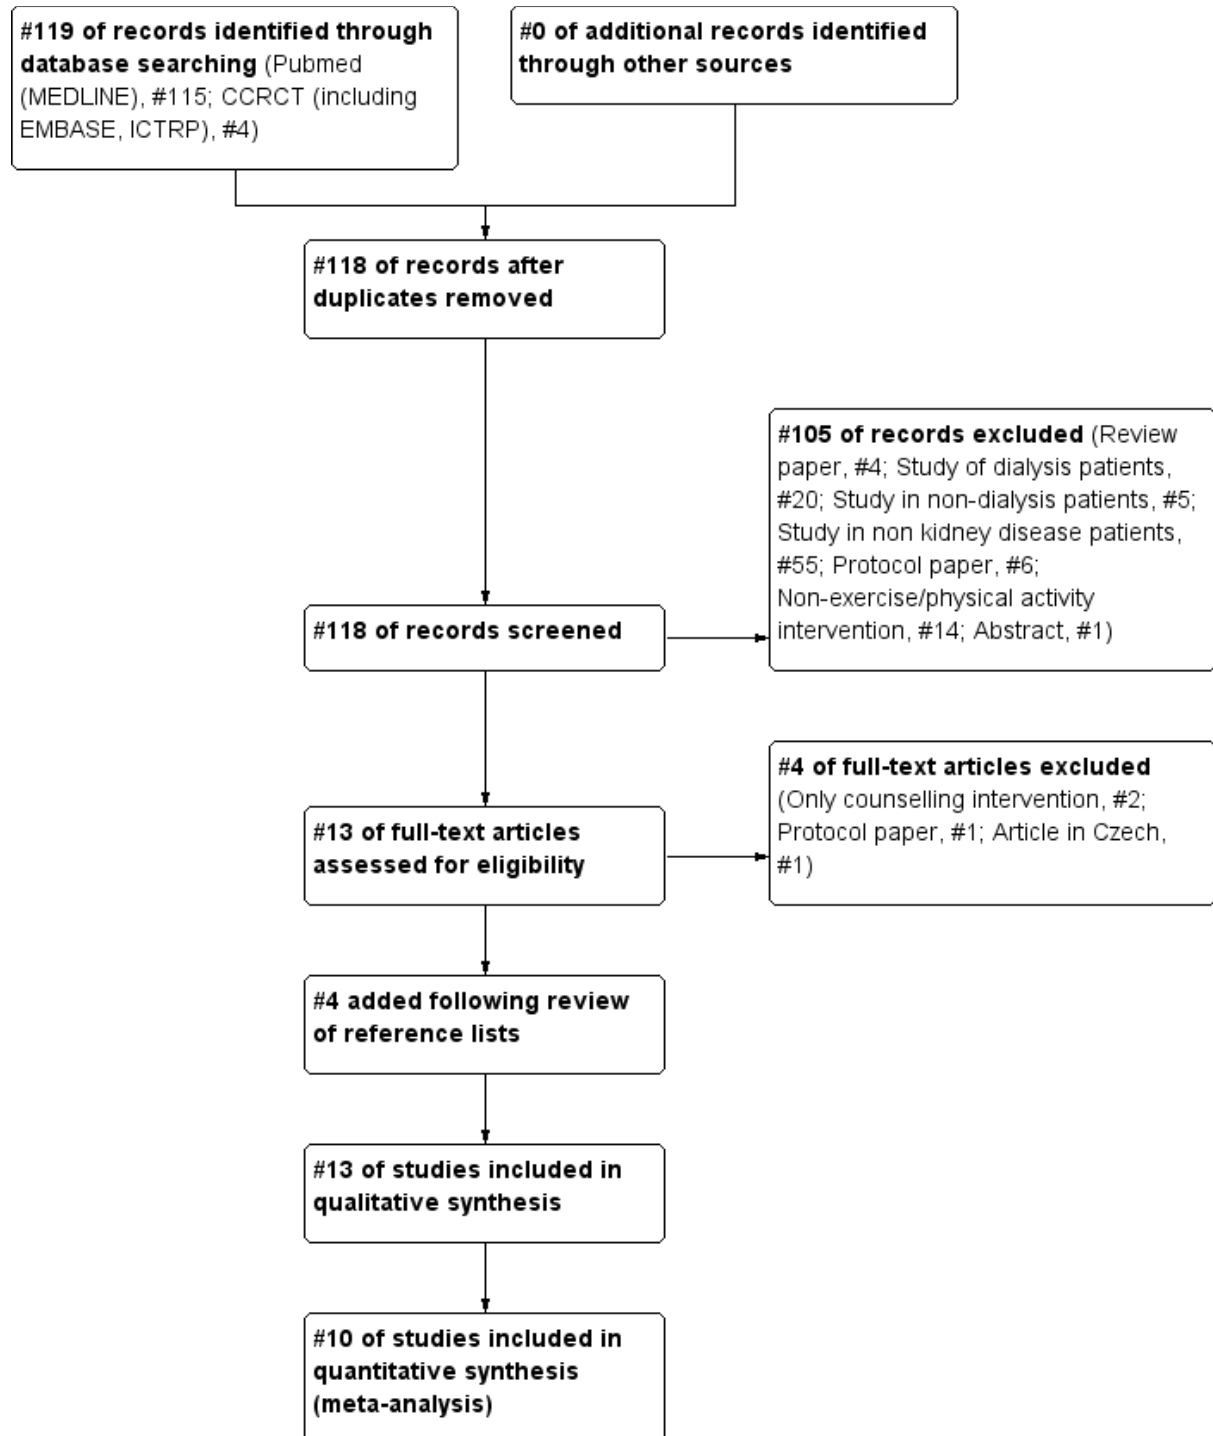 #119 of records identified through
database searching (Pubmed
(MEDLINE), #115; CCRCT (including
EMBASE, ICTRP), #4)
#0 of additional records identified
through other sources
#118 of records after
duplicates removed
#105 of records excluded (Review
paper, #4; Study of dialysis patients,
#20; Study in non-dialysis patients, #5;
Study in non kidney disease patients,
#55; Protocol paper, #6;
Non-exercise/physical activity
intervention, #14; Abstract, #1)
#118 of records screened
#4 of full-text articles excluded
(Only counselling intervention, #2;
Protocol paper, #1; Article in Czech,
#1)
#13 of full-text articles
assessed for eligibility
#4 added following review
of reference lists
#13 of studies included in
qualitative synthesis
#10 of studies included in
quantitative synthesis
(meta-analysis)